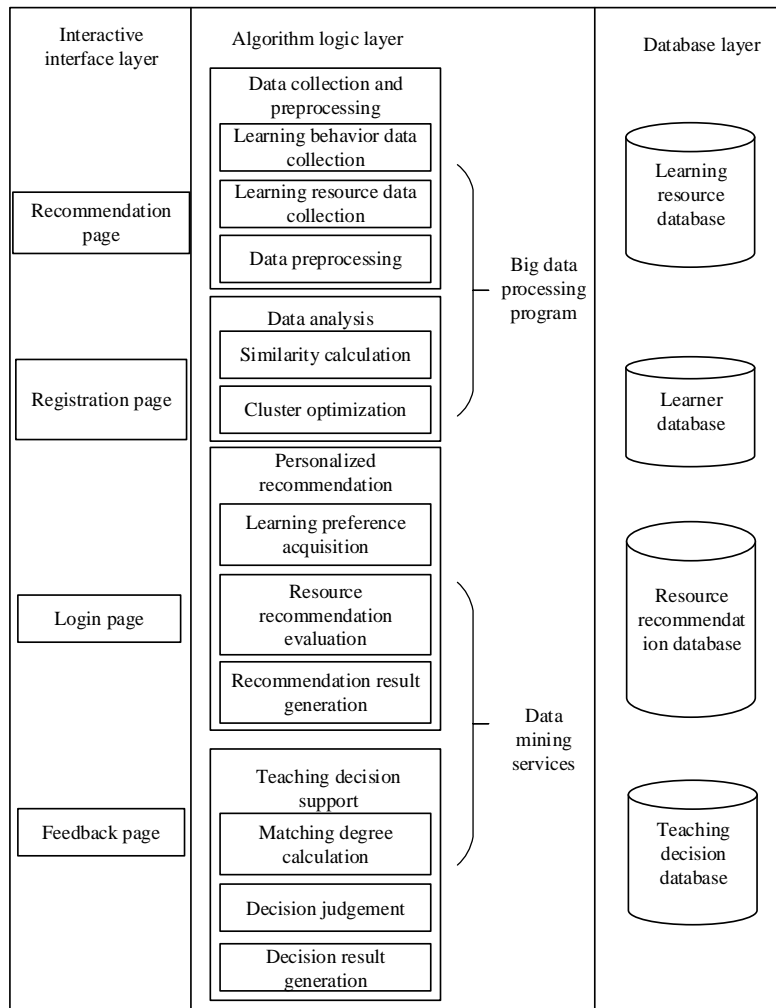 Interactive
interface layer
Recommendation
page
Registration page
Login page
Feedback page
Algorithm logic layer
Data collection and
preprocessing
Learning behavior data
collection
Learning resource data
collection
Data preprocessing
Data analysis
Similarity calculation
Cluster optimization
Personalized
recommendation
Learning preference
acquisition
Resource
recommendation
evaluation
Recommendation result
generation
Teaching decision
support
Matching degree
calculation
Decision judgement
Decision result
generation
Big data
processing
program
Data
mining
services
Database layer
Learning
resource
database
Learner
database
Resource
recommendat
ion database
Teaching
decision
database